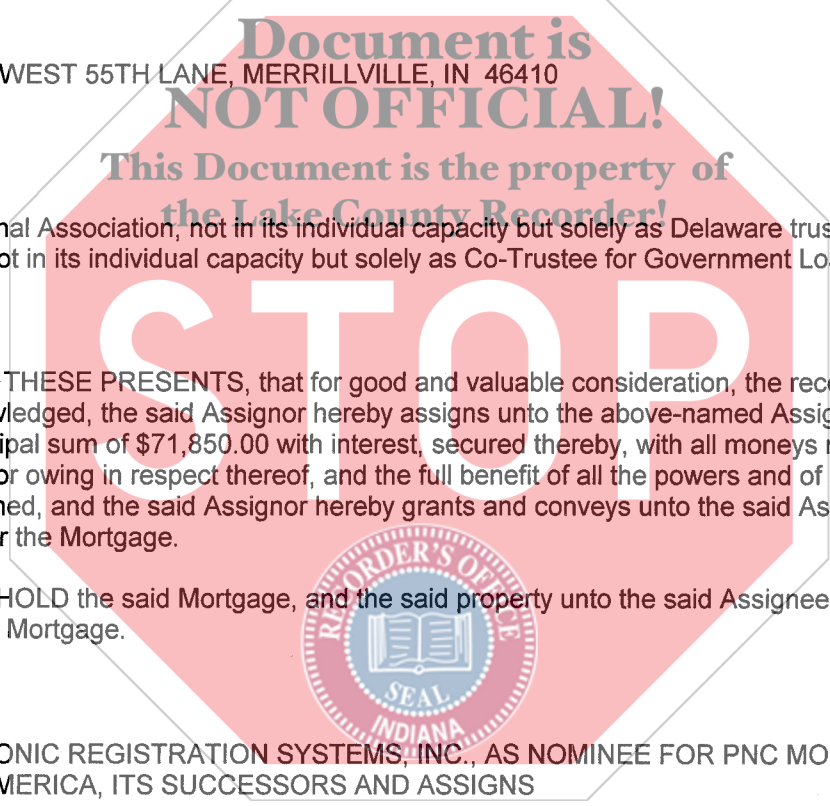 Document is
WEST 55TH LANE, MERRILLVILLE, IN 46410
NOT OFFICIAL!
This Document is the property of
the Lake County Recorder!
nal Association, not in its individual capacity but solely as Delaware trus
ot in its individual capacity but solely as Co-Trustee for Government Lo
STOP
THESE PRESENTS, that for good and valuable consideration, the rec
vledged, the said Assignor hereby assigns unto the above-named Assig
ipal sum of $71,850.00 with interest, secured thereby, with all moneys
or owing in respect thereof, and the full benefit of all the powers and of
ned, and the said Assignor hereby grants and conveys unto the said As
r the Mortgage.
HOLD the said Mortgage, and the said property unto the said Assignee
Mortgage.
RECORDER'S OFFICE
SEAL
INDIANA
ONIC REGISTRATION SYSTEMS, INC., AS NOMINEE FOR PNC MO
MERICA, ITS SUCCESSORS AND ASSIGNS